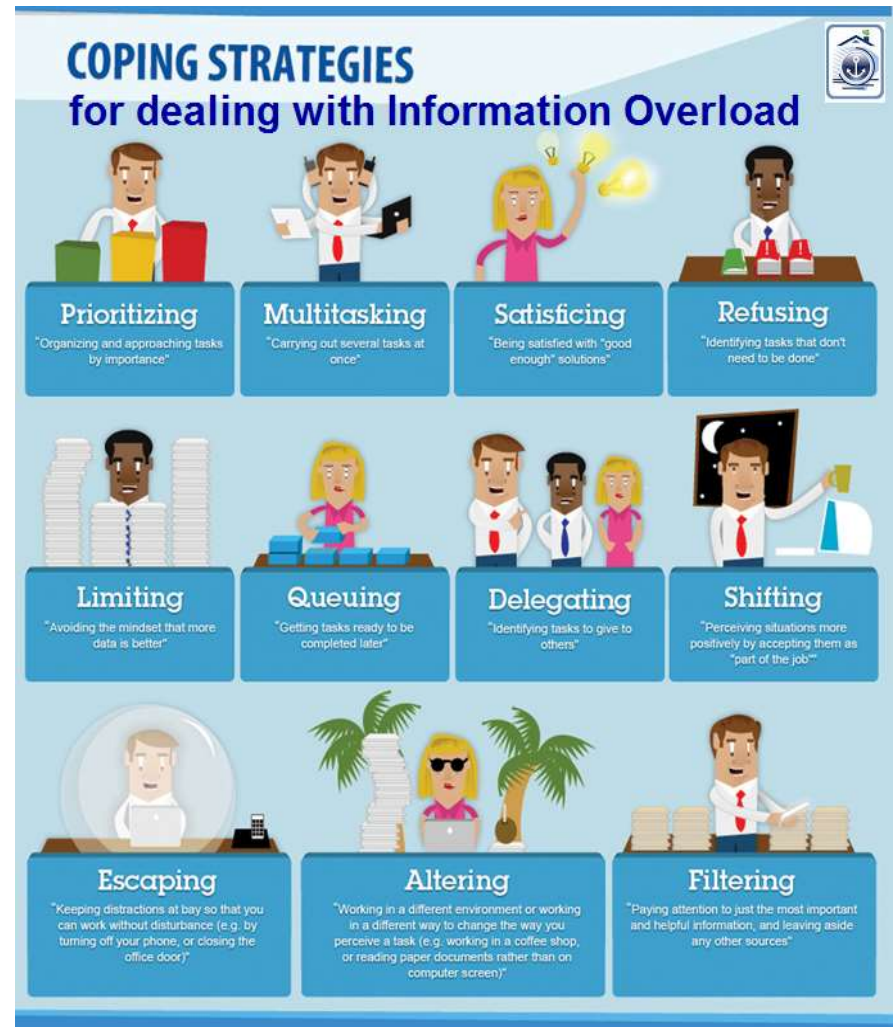 COPING STRATEGIES
for dealing with Information Overload
Prioritizing
"Organizing and approaching tasks
by importance"
Multitasking
"Carrying out several tasks at
once"
Satisficing
"Being satisfied with "good
enough" solutions"
Refusing
"Identifying tasks that don't
need to be done"
Limiting
"Avoiding the mindset that more
data is better"
Queuing
"Getting tasks ready to be
completed later"
Delegating
"Identifying tasks to give to
others"
Shifting
"Perceiving situations more
positively by accepting them as
"part of the job""
Escaping
"Keeping distractions at bay so that you
can work without disturbance (e.g. by
turning off your phone, or closing the
office door)"
Altering
"Working in a different environment or working
in a different way to change the way you
perceive a task (e.g. working in a coffee shop,
or reading paper documents rather than on
computer screen)"
Filtering
"Paying attention to just the most important
and helpful information, and leaving aside
any other sources"